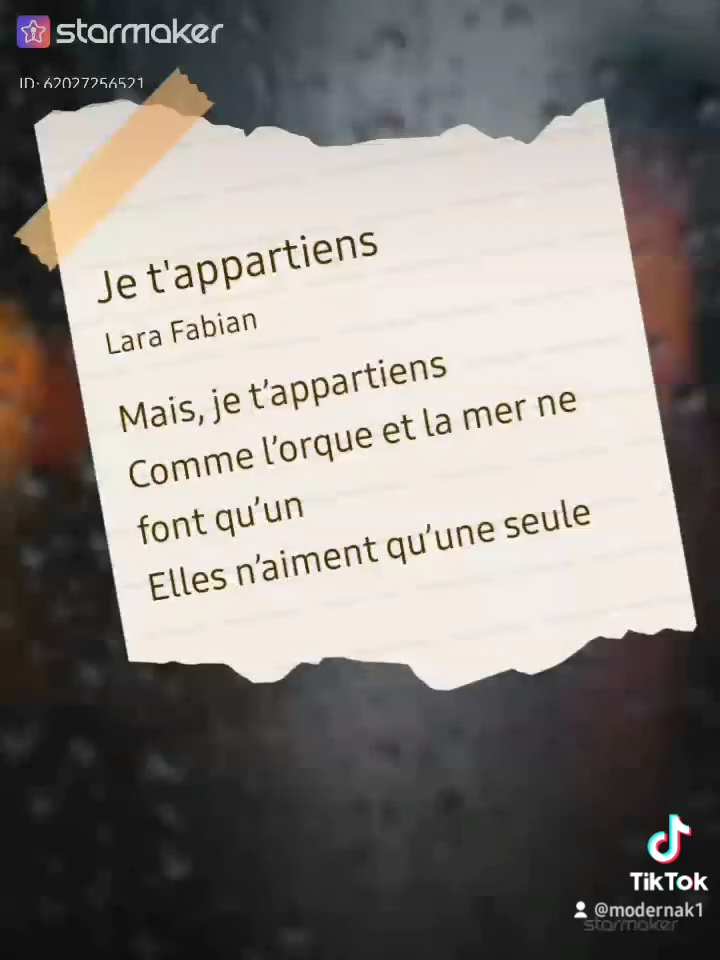 starmaker
ID: 62027256521
Je t'appartiens
Lara Fabian
Mais, je t’appartiens
Comme l’orque et la mer ne
font qu’un
Elles n’aiment qu’une seule
TikTok
@modernak1
starmaker